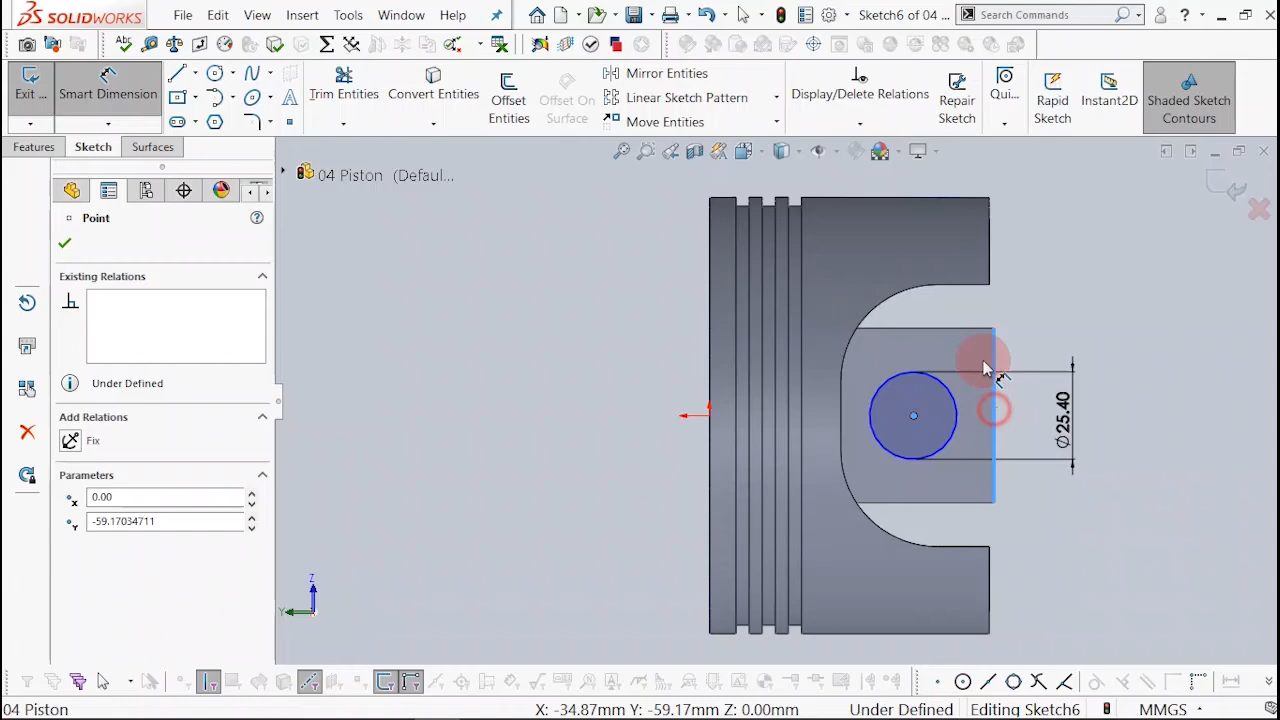 SOLIDWORKS
File Edit View Insert Tools Window Help
Sketch6 of 04 ...
Search Commands
?
Abc
Exit ...
Smart Dimension
Trim Entities
Convert Entities
Offset Entities
Offset On Surface
Mirror Entities
Linear Sketch Pattern
Move Entities
Display/Delete Relations
Repair Sketch
Qui...
Rapid Sketch
Instant2D
Shaded Sketch Contours
Features Sketch Surfaces
04 Piston (Defaul...
Point
Existing Relations
Under Defined
Add Relations
Fix
Parameters
x 0.00
Y -59.17034711
Ø25.40
Z
Y
04 Piston
X: -34.87mm Y: -59.17mm Z: 0.00mm
Under Defined
Editing Sketch6
MMGS